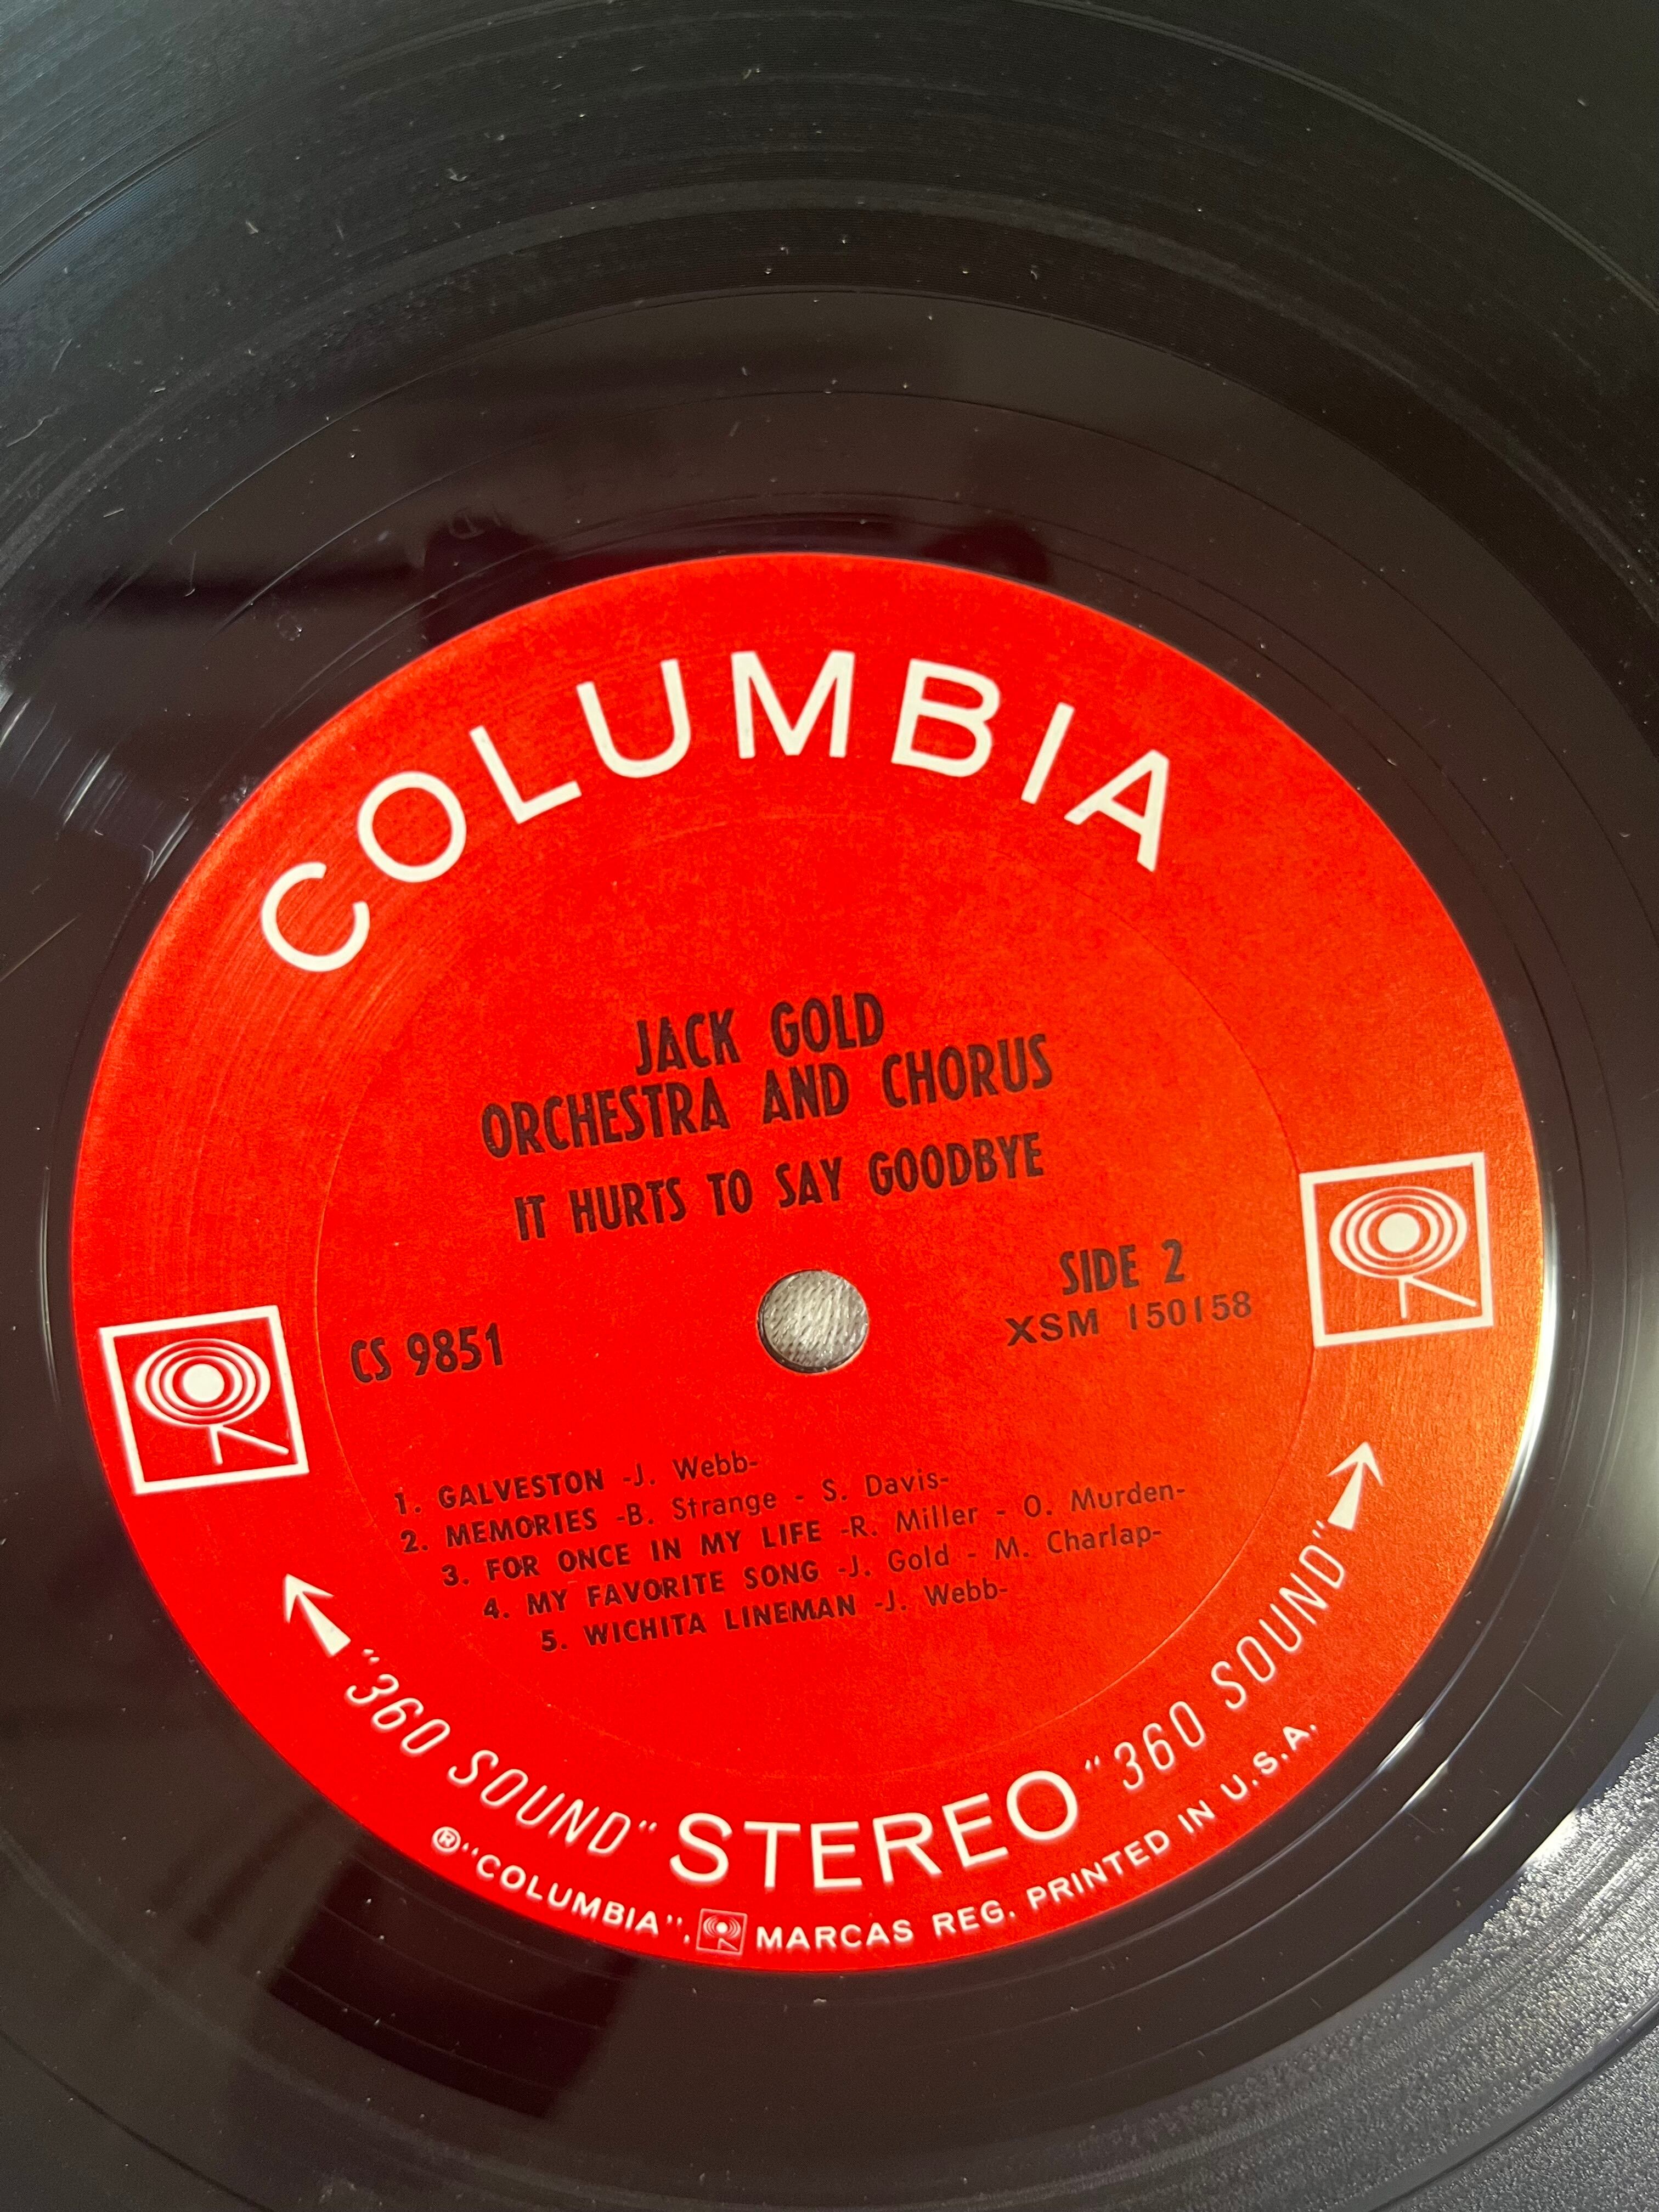 COLUMBIA
JACK GOLD
ORCHESTRA AND CHORUS
IT HURTS TO SAY GOODBYE
SIDE 2
CS 9851
XSM 150158
1. GALVESTON -J. Webb-
2. MEMORIES -B. Strange - S. Davis-
3. FOR ONCE IN MY LIFE -R. Miller - O. Murden-
4. MY FAVORITE SONG -J. Gold - M. Charlap-
5. WICHITA LINEMAN -J. Webb-
"360 SOUND" STEREO "360 SOUND"
®"COLUMBIA", MARCAS REG. PRINTED IN U.S.A.